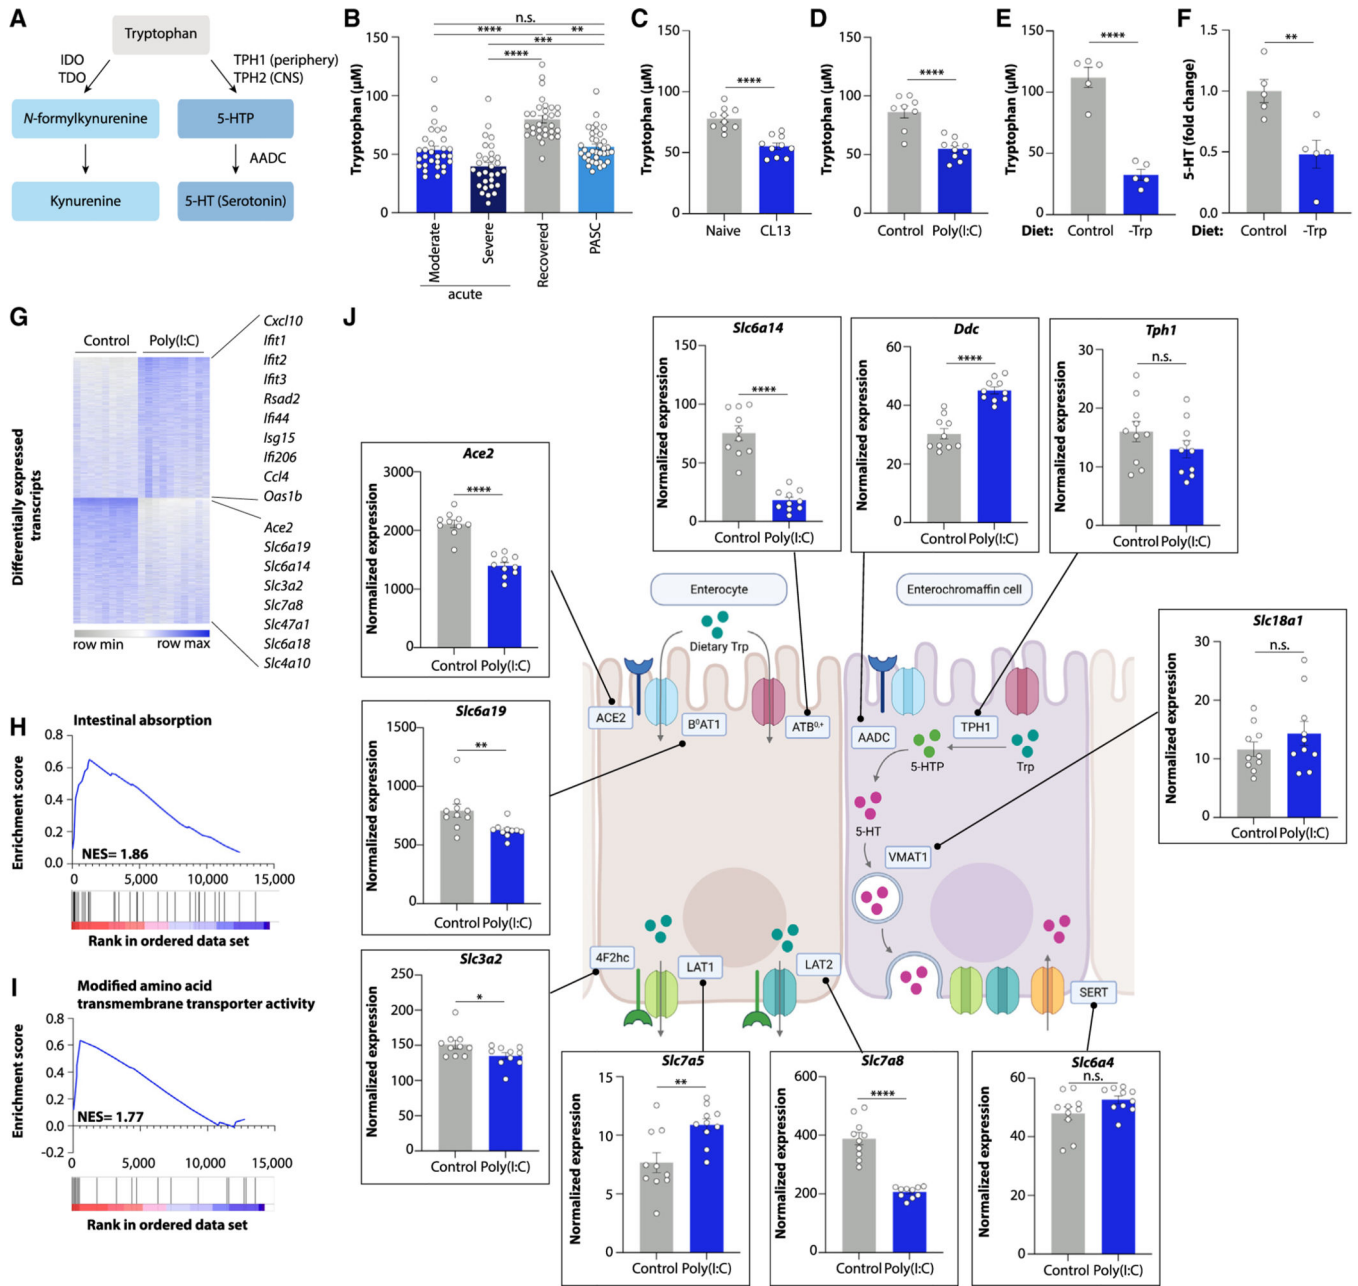 A
Tryptophan
IDO
TDO
TPH1 (periphery)
TPH2 (CNS)
N-formylkynurenine
5-HTP
AADC
Kynurenine
5-HT (Serotonin)
B
n.s.
****
**
***
****
Tryptophan (µM)
150
100
50
0
Moderate
Severe
Recovered
PASC
acute
C
Tryptophan (µM)
150
100
50
0
****
Naive
CL13
D
Tryptophan (µM)
150
100
50
0
****
Control
Poly(I:C)
E
Tryptophan (µM)
150
100
50
0
****
Diet:
Control
-Trp
F
5-HT (fold change)
1.5
1.0
0.5
0.0
**
Diet:
Control
-Trp
G
Control
Poly(I:C)
Differentially expressed
transcripts
row min
row max
Cxcl10
Ifit1
Ifit2
Ifit3
Rsad2
Ifi44
Isg15
Ifi206
Ccl4
Oas1b
Ace2
Slc6a19
Slc6a14
Slc3a2
Slc7a8
Slc47a1
Slc6a18
Slc4a10
H
Intestinal absorption
Enrichment score
0.8
0.6
0.4
0.2
0.0
NES= 1.86
0
5,000
10,000
15,000
Rank in ordered data set
I
Modified amino acid
transmembrane transporter activity
Enrichment score
0.6
0.4
0.2
0.0
-0.2
NES= 1.77
0
5,000
10,000
15,000
Rank in ordered data set
J
Slc6a14
Normalized expression
150
100
50
0
****
Control Poly(I:C)
Ddc
Normalized expression
60
40
20
0
****
Control Poly(I:C)
Tph1
Normalized expression
30
20
10
0
n.s.
Control Poly(I:C)
Ace2
Normalized expression
3000
2000
1000
0
****
Control Poly(I:C)
Slc18a1
Normalized expression
30
20
10
0
n.s.
Control Poly(I:C)
Slc6a19
Normalized expression
1500
1000
500
0
**
Control Poly(I:C)
Slc3a2
Normalized expression
250
200
150
100
50
0
*
Control Poly(I:C)
Enterocyte
Dietary Trp
Enterochromaffin cell
ACE2
B⁰AT1
ATB⁰,⁺
AADC
TPH1
5-HTP
Trp
5-HT
VMAT1
4F2hc
LAT1
LAT2
SERT
Slc7a5
Normalized expression
15
10
5
0
**
Control Poly(I:C)
Slc7a8
Normalized expression
600
400
200
0
****
Control Poly(I:C)
Slc6a4
Normalized expression
60
40
20
0
n.s.
Control Poly(I:C)